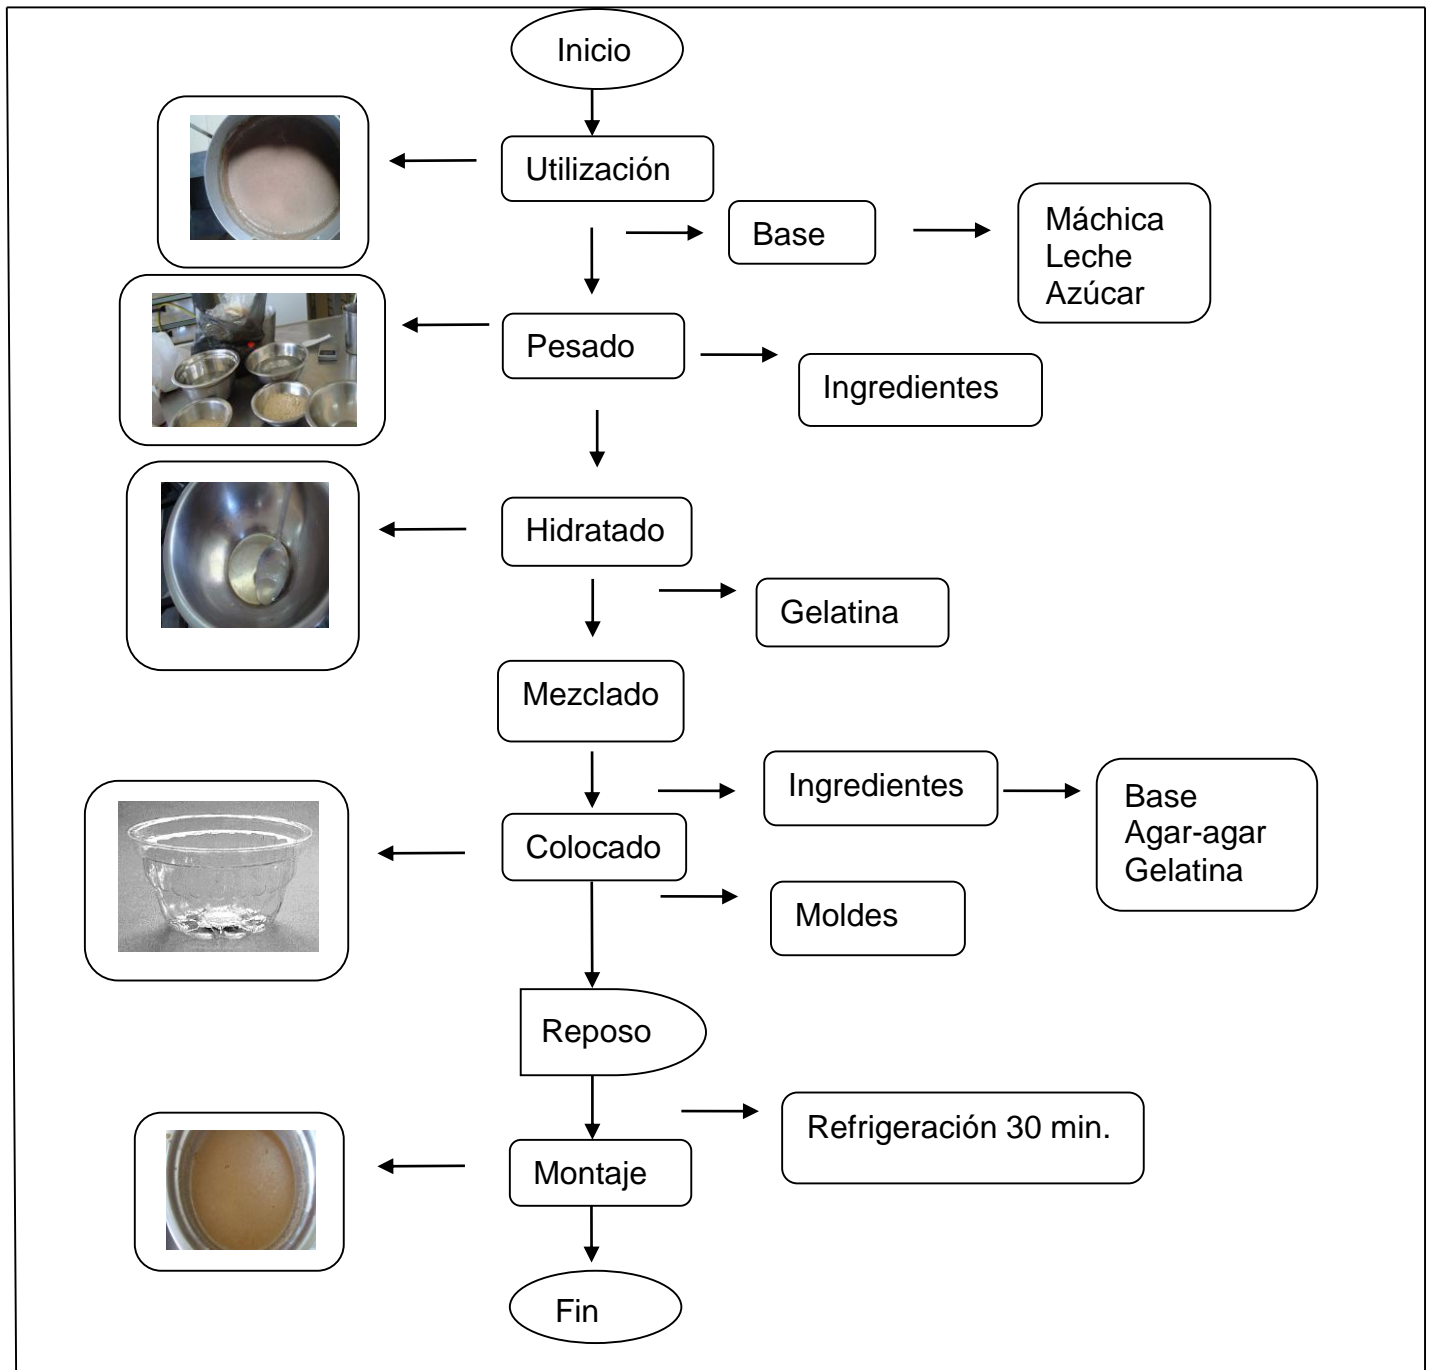 Inicio
Utilización
Base
Máchica
Leche
Azúcar
Pesado
Ingredientes
Hidratado
Gelatina
Mezclado
Ingredientes
Base
Agar-agar
Gelatina
Colocado
Moldes
Reposo
Refrigeración 30 min.
Montaje
Fin